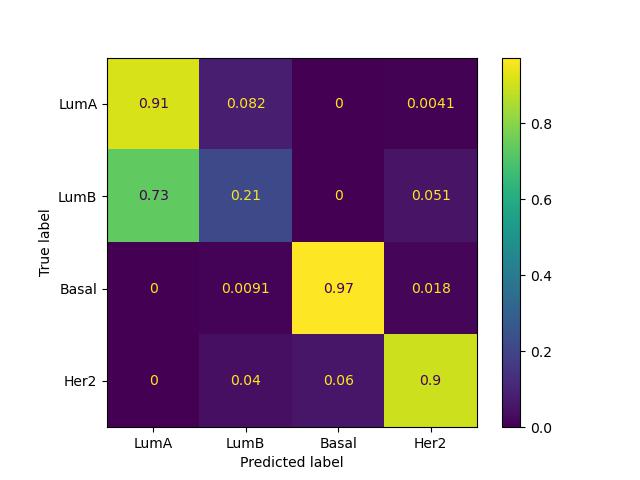 LumA 0.91 0.082 0 0.0041
LumB 0.73 0.21 0 0.051
Basal 0 0.0091 0.97 0.018
Her2 0 0.04 0.06 0.9
LumA LumB Basal Her2
Predicted label
True label
0.8
0.6
0.4
0.2
0.0